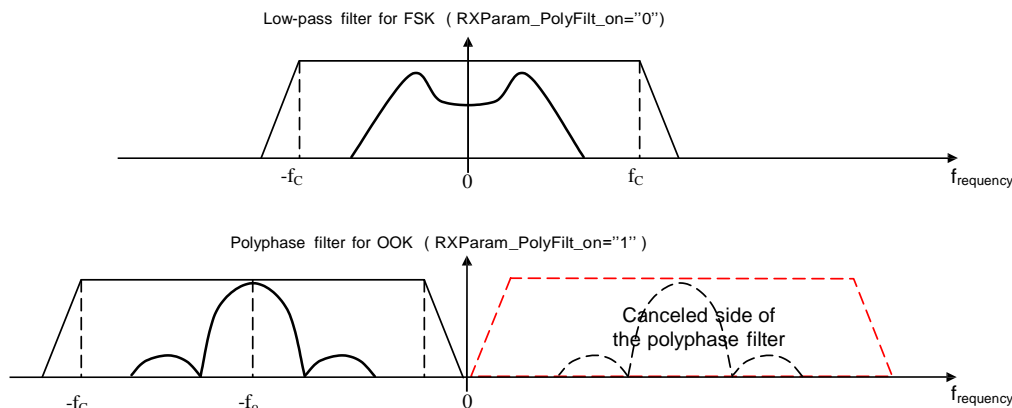 Low-pass filter for FSK ( RXParam_PolyFilt_on=''0'')
-fC 0 fC
frequency
Polyphase filter for OOK ( RXParam_PolyFilt_on=''1'' )
Canceled side of
the polyphase filter
-fC -fo 0
frequency